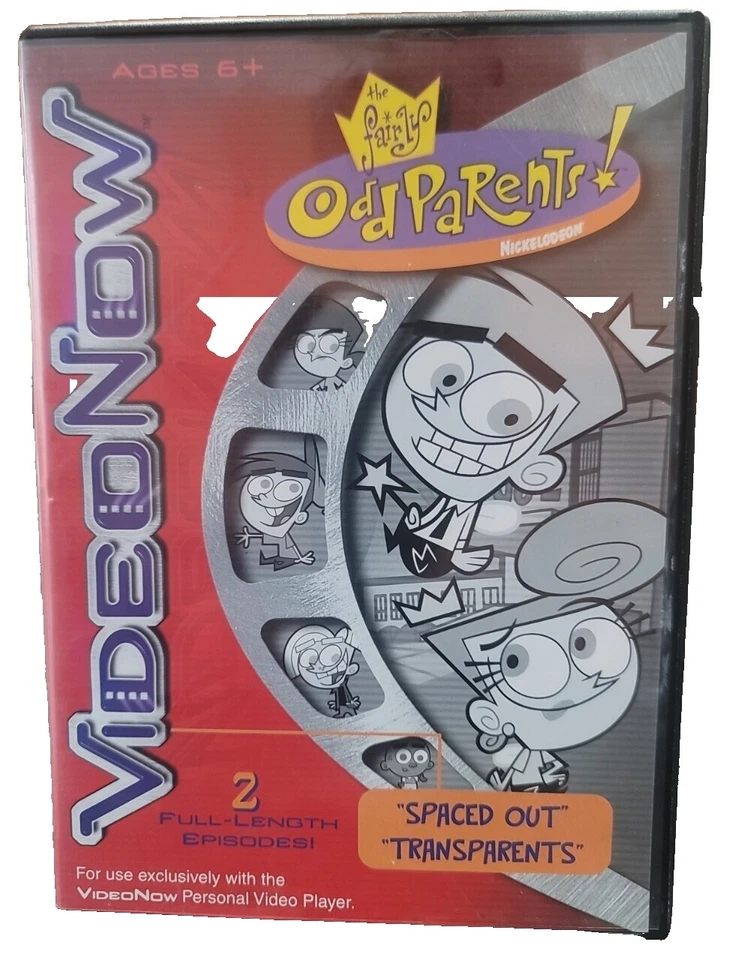 AGES 6+
VIDEONOW™
the
fairly
OddParents!
NICKELODEON
2
FULL-LENGTH
EPISODES!
"SPACED OUT"
"TRANSPARENTS"
For use exclusively with the
VIDEONOW Personal Video Player.